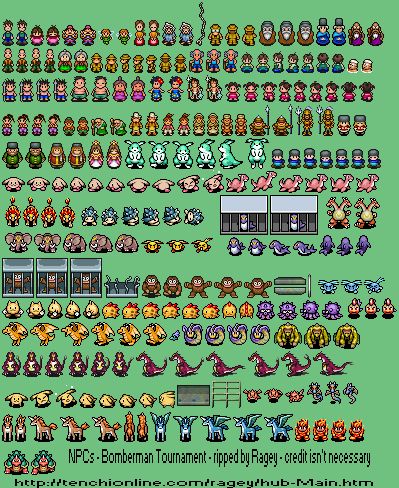 NPCs - Bomberman Tournament - ripped by Ragey - credit isn't necessary
http://tenchionline.com/ragey/hub-Main.htm